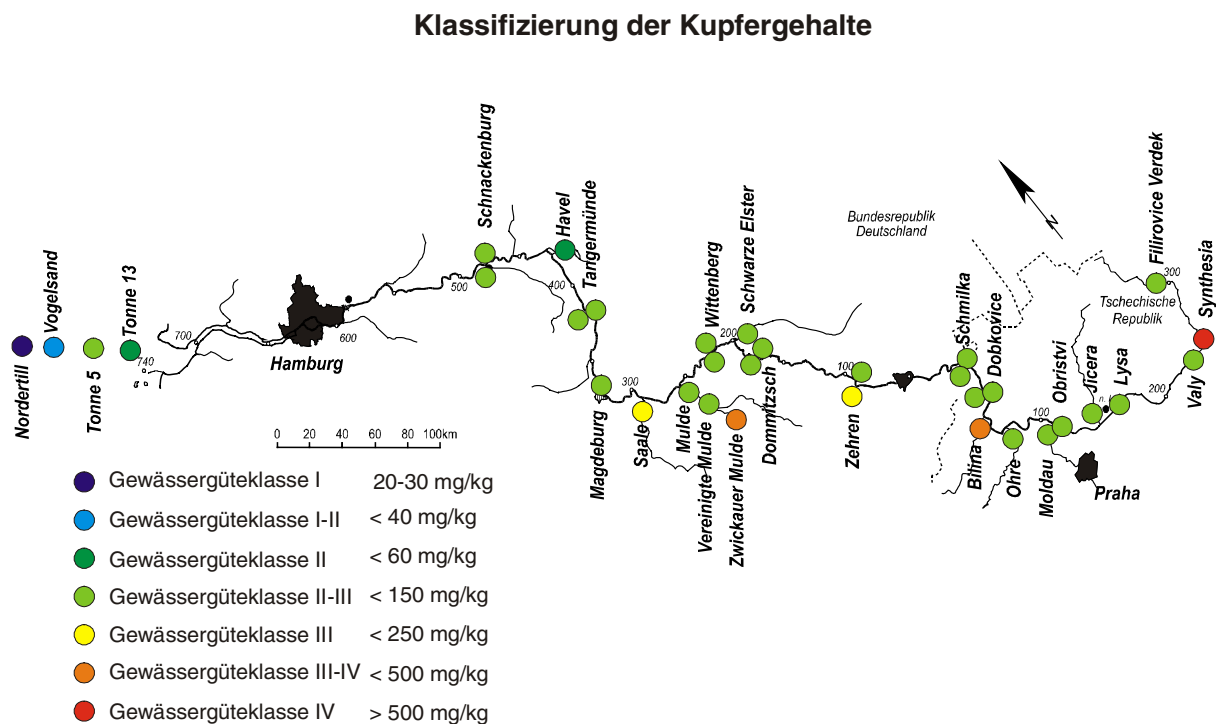 Klassifizierung der Kupfergehalte
Schnackenburg
Havel
Tangermünde
Wittenberg
Schwarze Elster
Bundesrepublik
Deutschland
N
Filirovice Verdek
Synthesia
Nordertill
Vogelsand
Tonne 5
Tonne 13
740
700
Hamburg
600
500
400
Magdeburg
300
Saale
Mulde
Vereinigte Mulde
Zwickauer Mulde
200
Dommitzsch
100
Zehren
Schmilka
Dobkovice
Bilina
Ohre
100
Moldau
Obristvi
Jicera
Lysa
Praha
200
Valy
300
Tschechische
Republik
0 20 40 60 80 100km
Gewässergüteklasse I 20-30 mg/kg
Gewässergüteklasse I-II < 40 mg/kg
Gewässergüteklasse II < 60 mg/kg
Gewässergüteklasse II-III < 150 mg/kg
Gewässergüteklasse III < 250 mg/kg
Gewässergüteklasse III-IV < 500 mg/kg
Gewässergüteklasse IV > 500 mg/kg